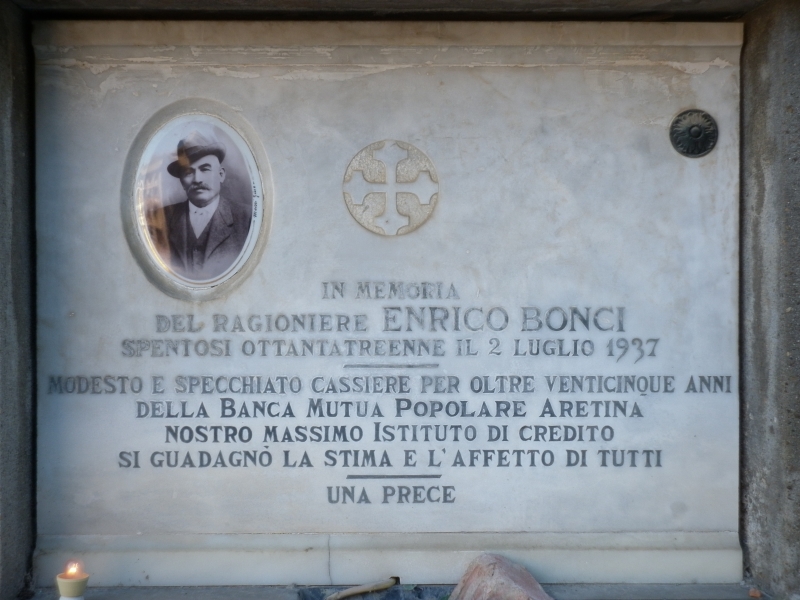 IN MEMORIA
DEL RAGIONIERE ENRICO BONCI
SPENTOSI OTTANTATREENNE IL 2 LUGLIO 1937
MODESTO E SPECCHIATO CASSIERE PER OLTRE VENTICINQUE ANNI
DELLA BANCA MUTUA POPOLARE ARETINA
NOSTRO MASSIMO ISTITUTO DI CREDITO
SI GUADAGNÒ LA STIMA E L'AFFETTO DI TUTTI
UNA PRECE